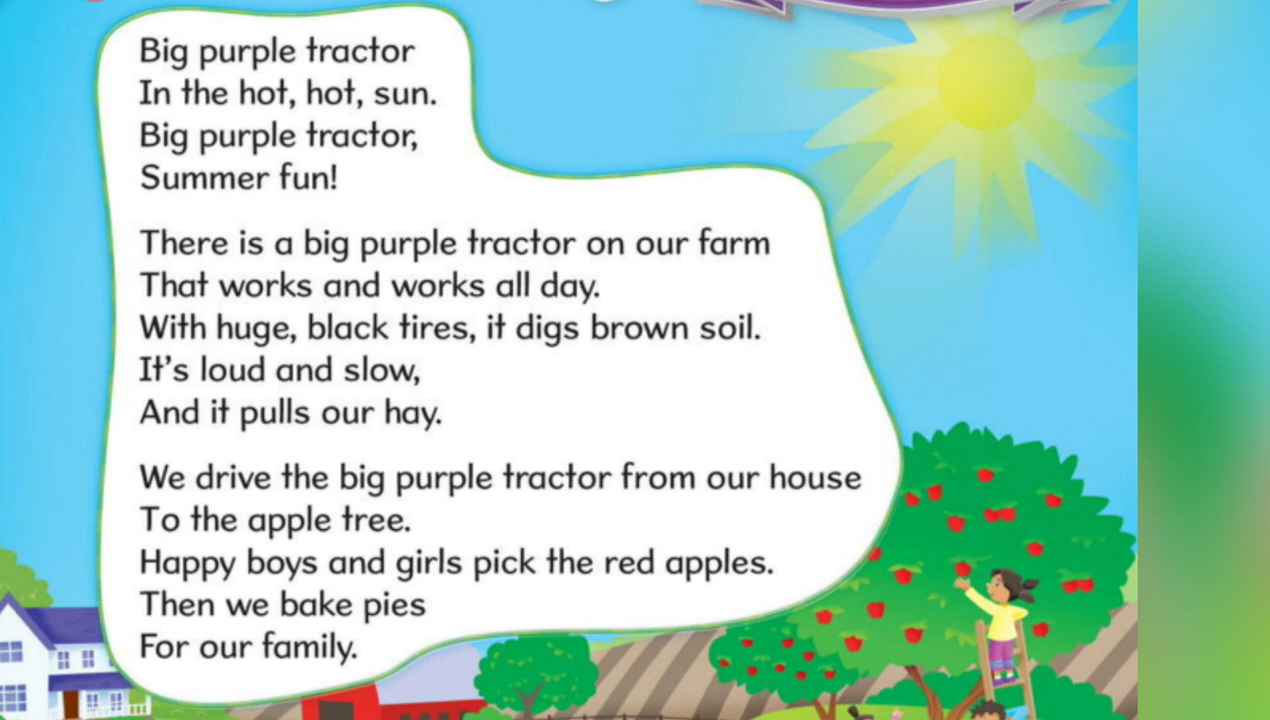 Big purple tractor
In the hot, hot, sun.
Big purple tractor,
Summer fun!
There is a big purple tractor on our farm
That works and works all day.
With huge, black tires, it digs brown soil.
It's loud and slow,
And it pulls our hay.
We drive the big purple tractor from our house
To the apple tree.
Happy boys and girls pick the red apples.
Then we bake pies
For our family.